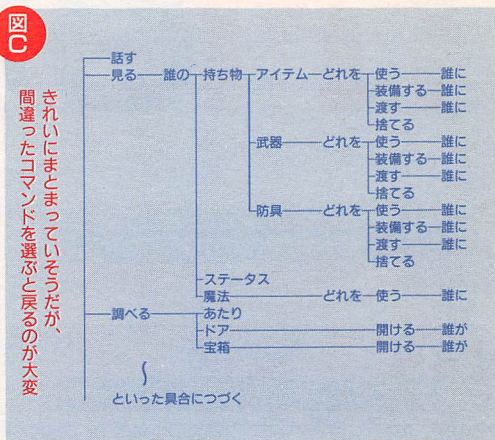 図C
きれいにまとまっていそうだが、
間違ったコマンドを選ぶと戻るのが大変
話す
見る 誰の 持ち物 アイテム どれを 使う 誰に
装備する 誰に
渡す 誰に
捨てる
武器 どれを 使う 誰に
装備する 誰に
渡す 誰に
捨てる
防具 どれを 使う 誰に
装備する 誰に
渡す 誰に
捨てる
ステータス
魔法 どれを 使う 誰に
調べる あたり
ドア 開ける 誰が
宝箱 開ける 誰が
といった具合につづく